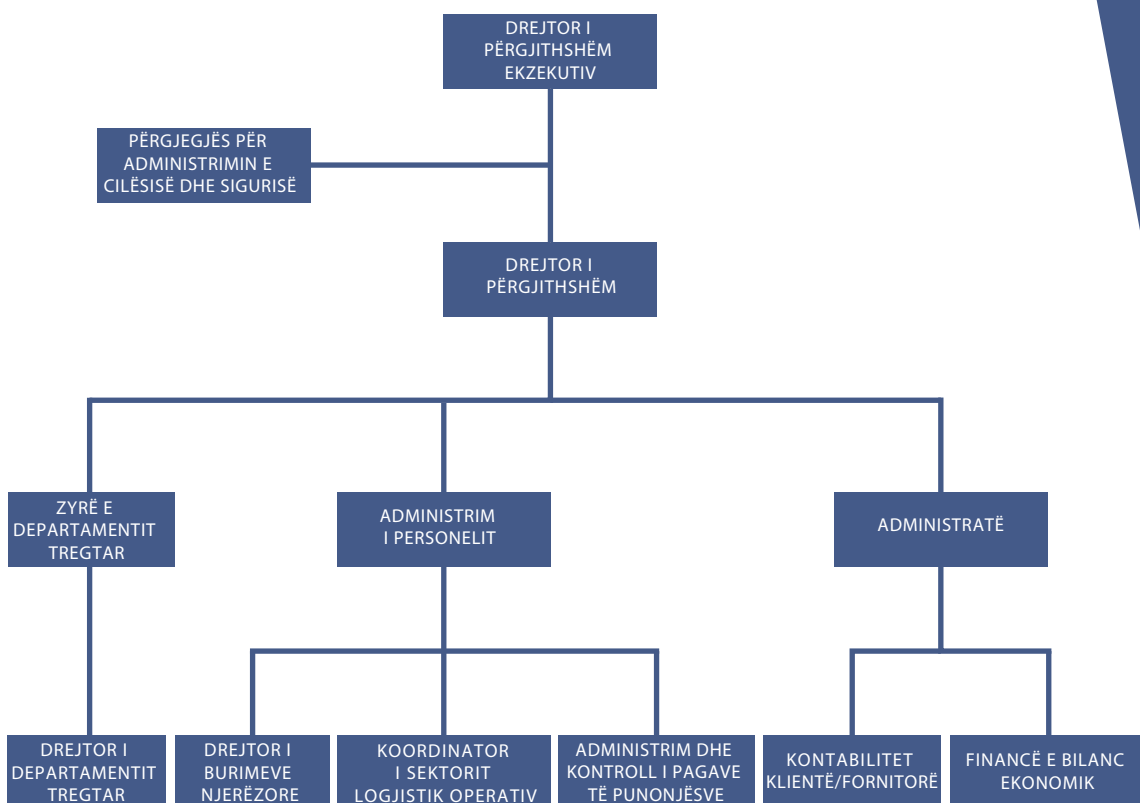 DREJTOR I
PËRGJITHSHËM
EKZEKUTIV
PËRGJEGJËS PËR
ADMINISTRIMIN E
CILËSISË DHE SIGURISË
DREJTOR I
PËRGJITHSHËM
ZYRË E
DEPARTAMENTIT
TREGTAR
ADMINISTRIM
I PERSONELIT
ADMINISTRATË
DREJTOR I
DEPARTAMENTIT
TREGTAR
DREJTOR I
BURIMEVE
NJERËZORE
KOORDINATOR
I SEKTORIT
LOGJISTIK OPERATIV
ADMINISTRIM DHE
KONTROLL I PAGAVE
TË PUNONJËSVE
KONTABILITET
KLIENTË/FORNITORË
FINANCË E BILANC
EKONOMIK